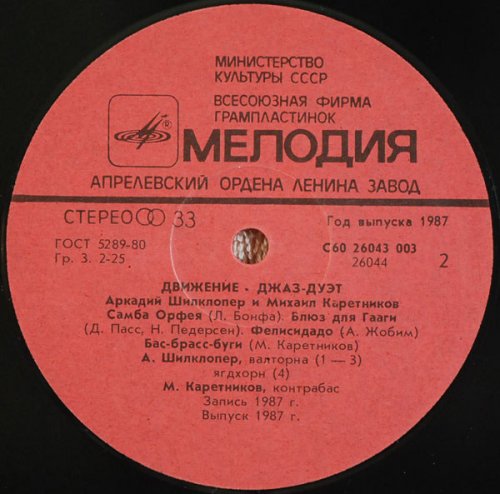 МИНИСТЕРСТВО
КУЛЬТУРЫ СССР
ВСЕСОЮЗНАЯ ФИРМА
ГРАМПЛАСТИНОК
МЕЛОДИЯ
АПРЕЛЕВСКИЙ ОРДЕНА ЛЕНИНА ЗАВОД
СТЕРЕО 33
Год выпуска 1987
ГОСТ 5289-80
С60 26043 003
Гр. 3. 2-25
26044
2
ДВИЖЕНИЕ - ДЖАЗ-ДУЭТ
Аркадий Шилклопер и Михаил Каретников
Самба Орфея (Л. Бонфа). Блюз для Гааги
(Д. Пасс, Н. Педерсен). Фелисидадо (А. Жобим)
Бас-брасс-буги (М. Каретников)
А. Шилклопер, валторна (1 — 3)
ягдхорн (4)
М. Каретников, контрабас
Запись 1987 г.
Выпуск 1987 г.